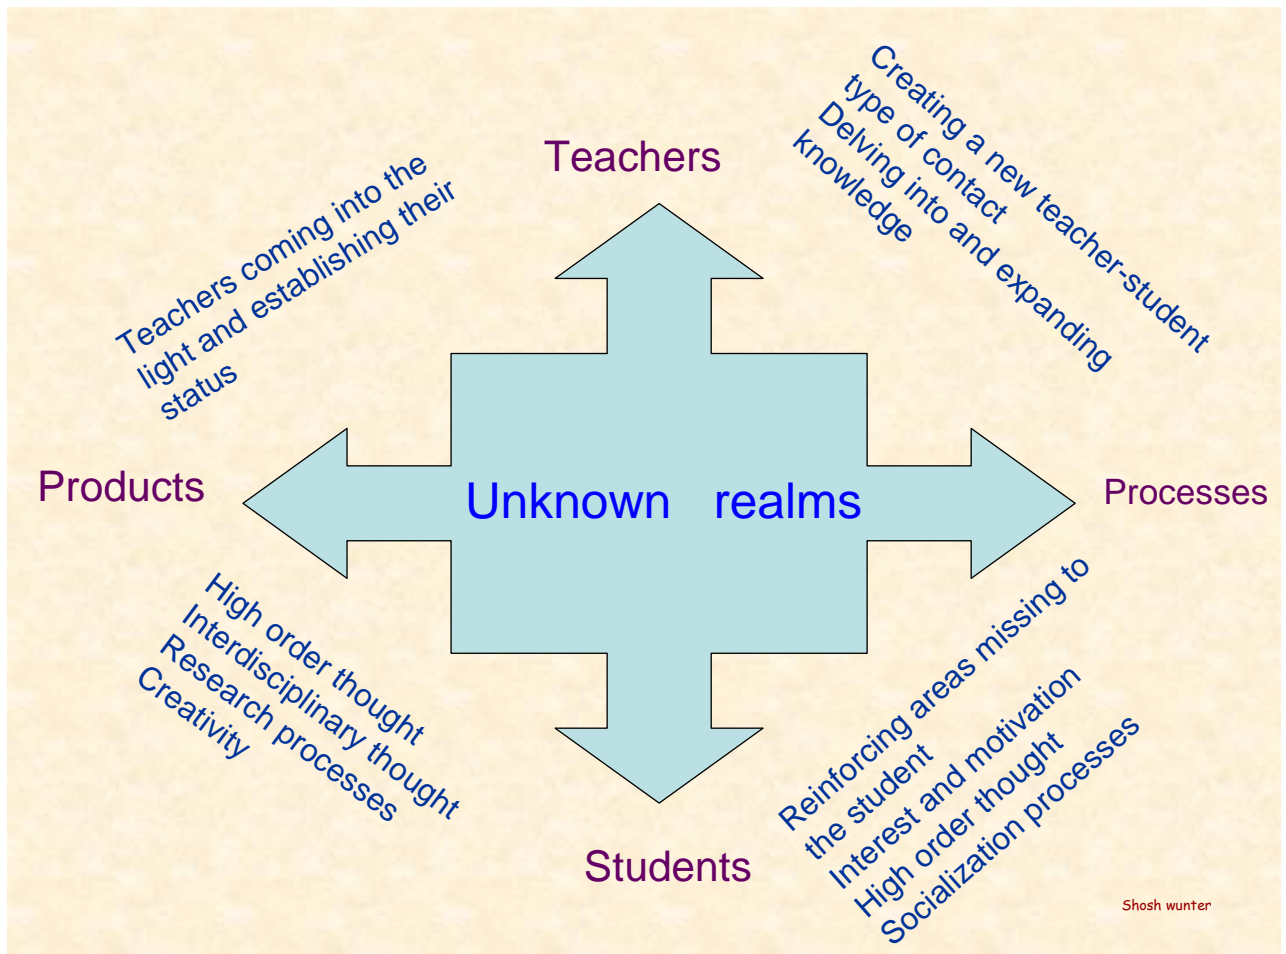 Teachers
Creating a new teacher-student
type of contact
Delving into and expanding
knowledge
Teachers coming into the
light and establishing their
status
Products
Unknown realms
Processes
High order thought
Interdisciplinary thought
Research processes
Creativity
Reinforcing areas missing to
the student
Interest and motivation
High order thought
Socialization processes
Students
Shosh wunter